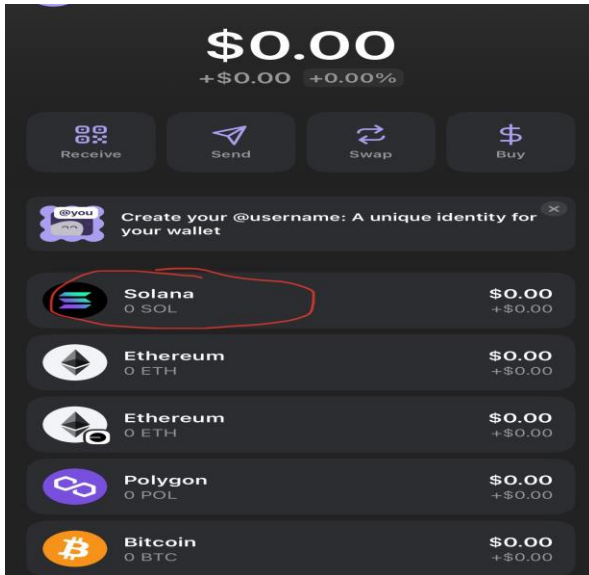 $0.00
+$0.00 +0.00%
Receive Send Swap Buy
@you
Create your @username: A unique identity for
your wallet
Solana $0.00
0 SOL +$0.00
Ethereum $0.00
0 ETH +$0.00
Ethereum $0.00
0 ETH +$0.00
Polygon $0.00
0 POL +$0.00
Bitcoin $0.00
0 BTC +$0.00